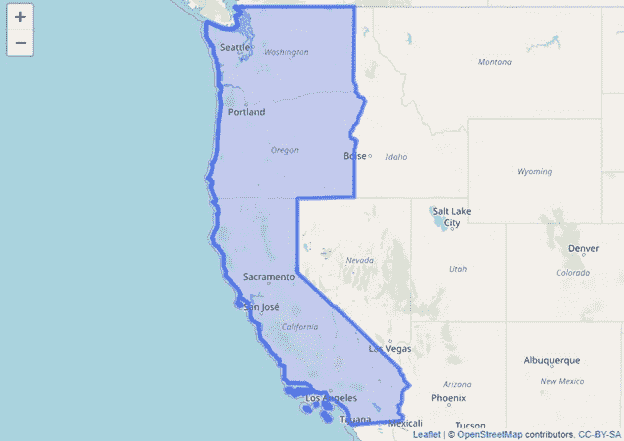 +
−
Seattle
Washington
Montana
Portland
Oregon
Boise
Idaho
Wyoming
Salt Lake
City
Sacramento
Nevada
Utah
Denver
Colorado
San José
California
Las Vegas
Los Angeles
Albuquerque
Arizona
New Mexico
Phoenix
Tijuana
Mexicali
Tucson
Leaflet | © OpenStreetMap contributors, CC-BY-SA